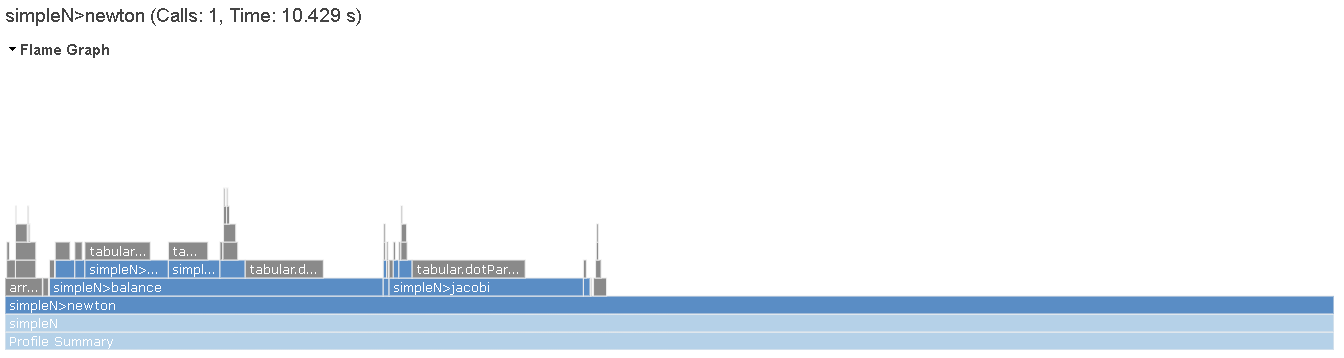 simpleN>newton (Calls: 1, Time: 10.429 s)
Flame Graph
tabular... ta...
simpleN>... simpl... tabular.d... tabular.dotPar...
arr... simpleN>balance simpleN>jacobi
simpleN>newton
simpleN
Profile Summary